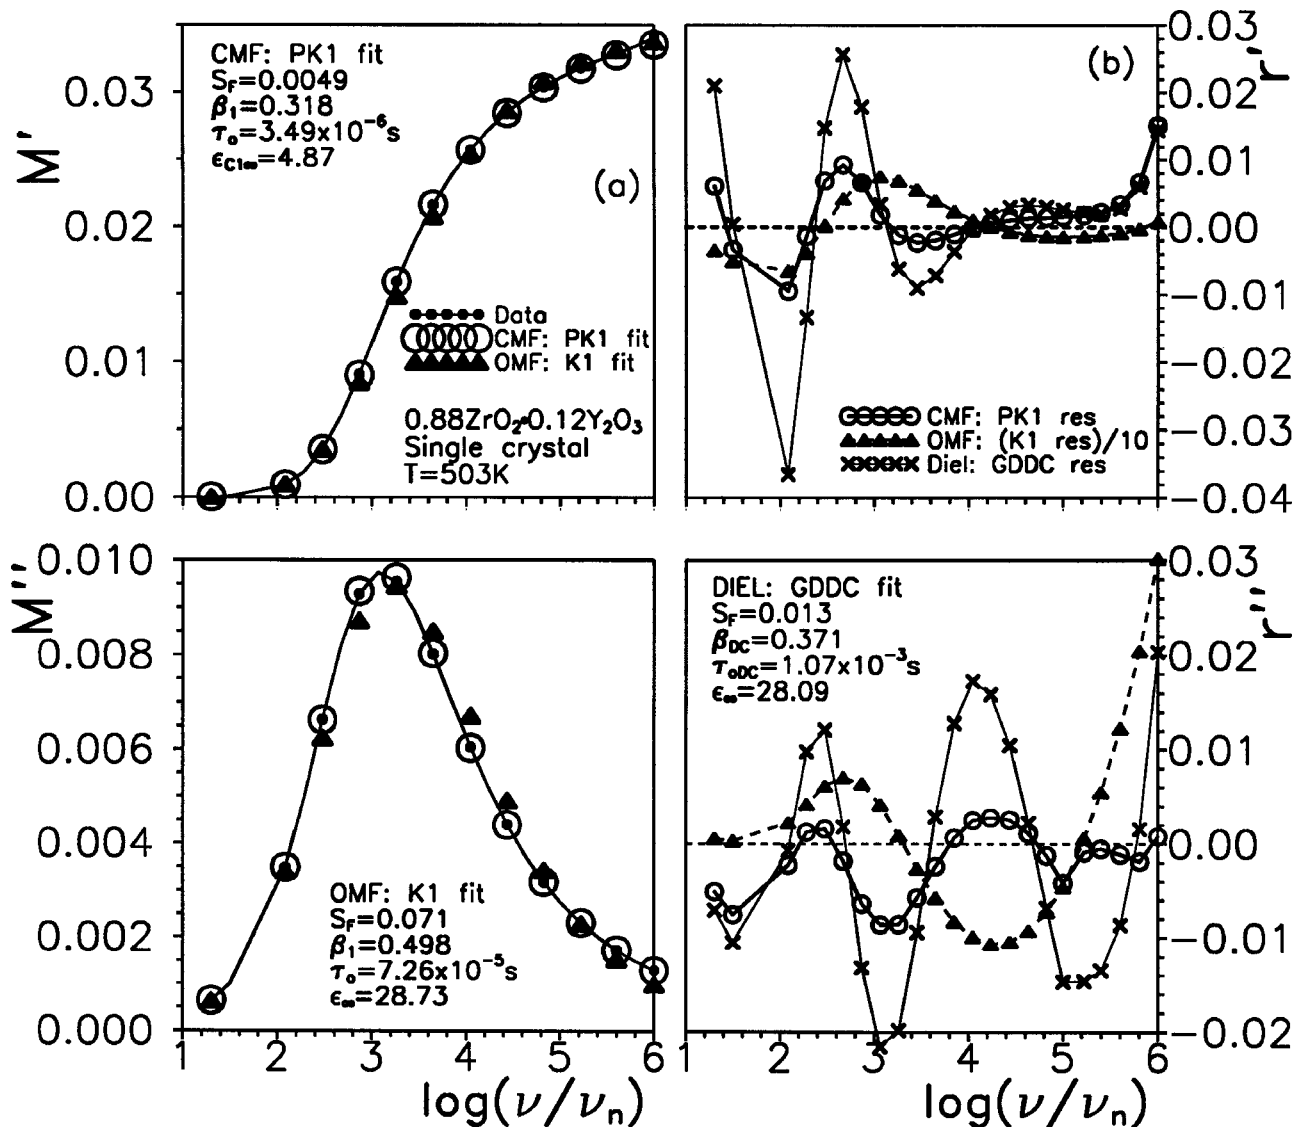 CMF: PK1 fit
S_F=0.0049
β₁=0.318
τ_o=3.49x10⁻⁶s
ϵ_C1∞=4.87
M'
0.03
0.02
0.01
0.00
(a)
Data
CMF: PK1 fit
OMF: K1 fit
0.88ZrO₂•0.12Y₂O₃
Single crystal
T=503K
(b)
r'
0.03
0.02
0.01
0.00
−0.01
−0.02
−0.03
−0.04
CMF: PK1 res
OMF: (K1 res)/10
Diel: GDDC res
M''
0.010
0.008
0.006
0.004
0.002
0.000
OMF: K1 fit
S_F=0.071
β₁=0.498
τ_o=7.26x10⁻⁵s
ϵ_∞=28.73
1 2 3 4 5 6
log(ν/ν_n)
DIEL: GDDC fit
S_F=0.013
β_DC=0.371
τ_oDC=1.07x10⁻³s
ϵ_∞=28.09
r''
0.03
0.02
0.01
0.00
−0.01
−0.02
1 2 3 4 5 6
log(ν/ν_n)